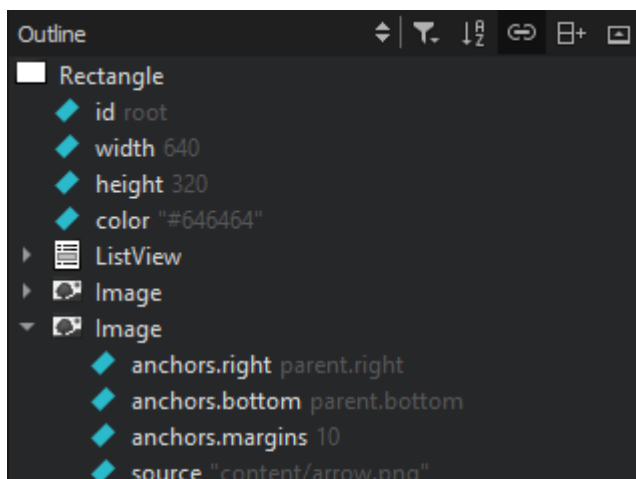 Outline
Rectangle
id root
width 640
height 320
color "#646464"
ListView
Image
Image
anchors.right parent.right
anchors.bottom parent.bottom
anchors.margins 10
source "content/arrow.png"